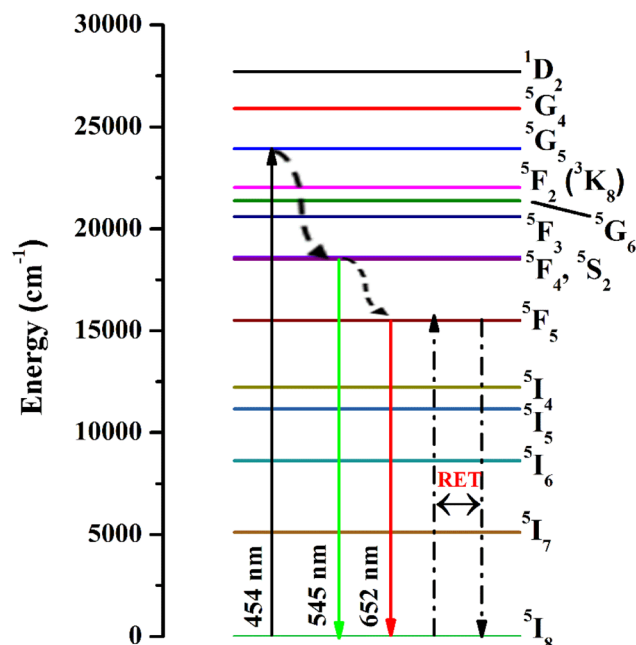 30000
25000
20000
15000
10000
5000
0
Energy (cm⁻¹)
¹D₂
⁵G₂
⁵G₄
⁵G₅
⁵F₂ (³K₈)
⁵G₆
⁵F₃
⁵F₄, ⁵S₂
⁵F₅
⁵I₄
⁵I₅
⁵I₆
RET
⁵I₇
454 nm
545 nm
652 nm
⁵I₈